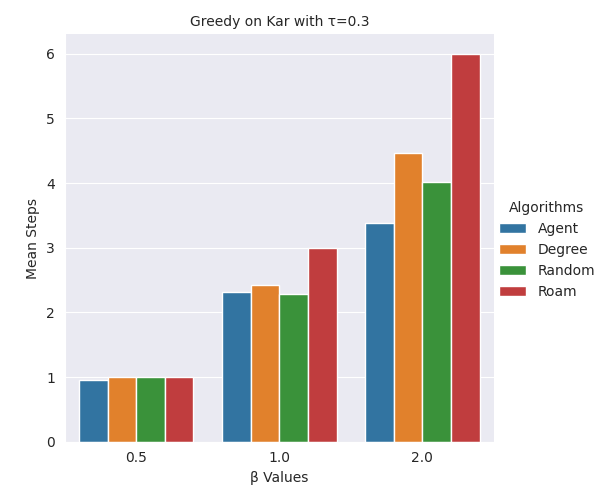 Greedy on Kar with τ=0.3
Mean Steps
6
5
4
3
2
1
0
0.5 1.0 2.0
β Values
Algorithms
Agent
Degree
Random
Roam